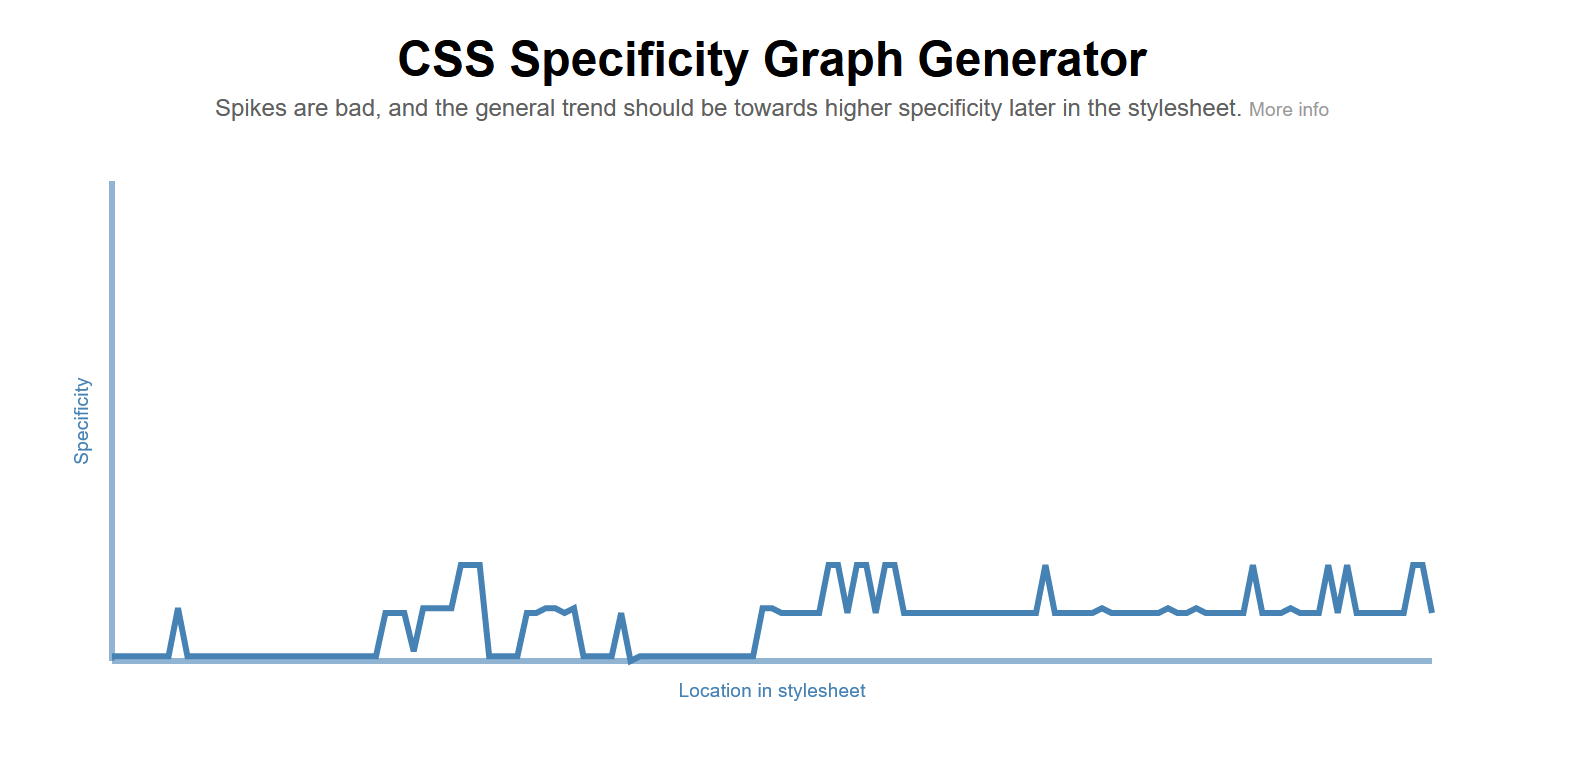 CSS Specificity Graph Generator
Spikes are bad, and the general trend should be towards higher specificity later in the stylesheet. More info
Specificity
Location in stylesheet